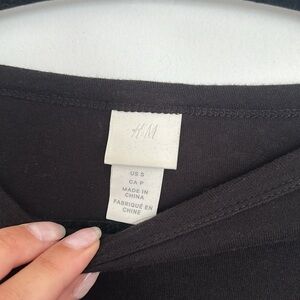 H&M
US S
CA P
MADE IN
CHINA
FABRIQUÉ EN
CHINE